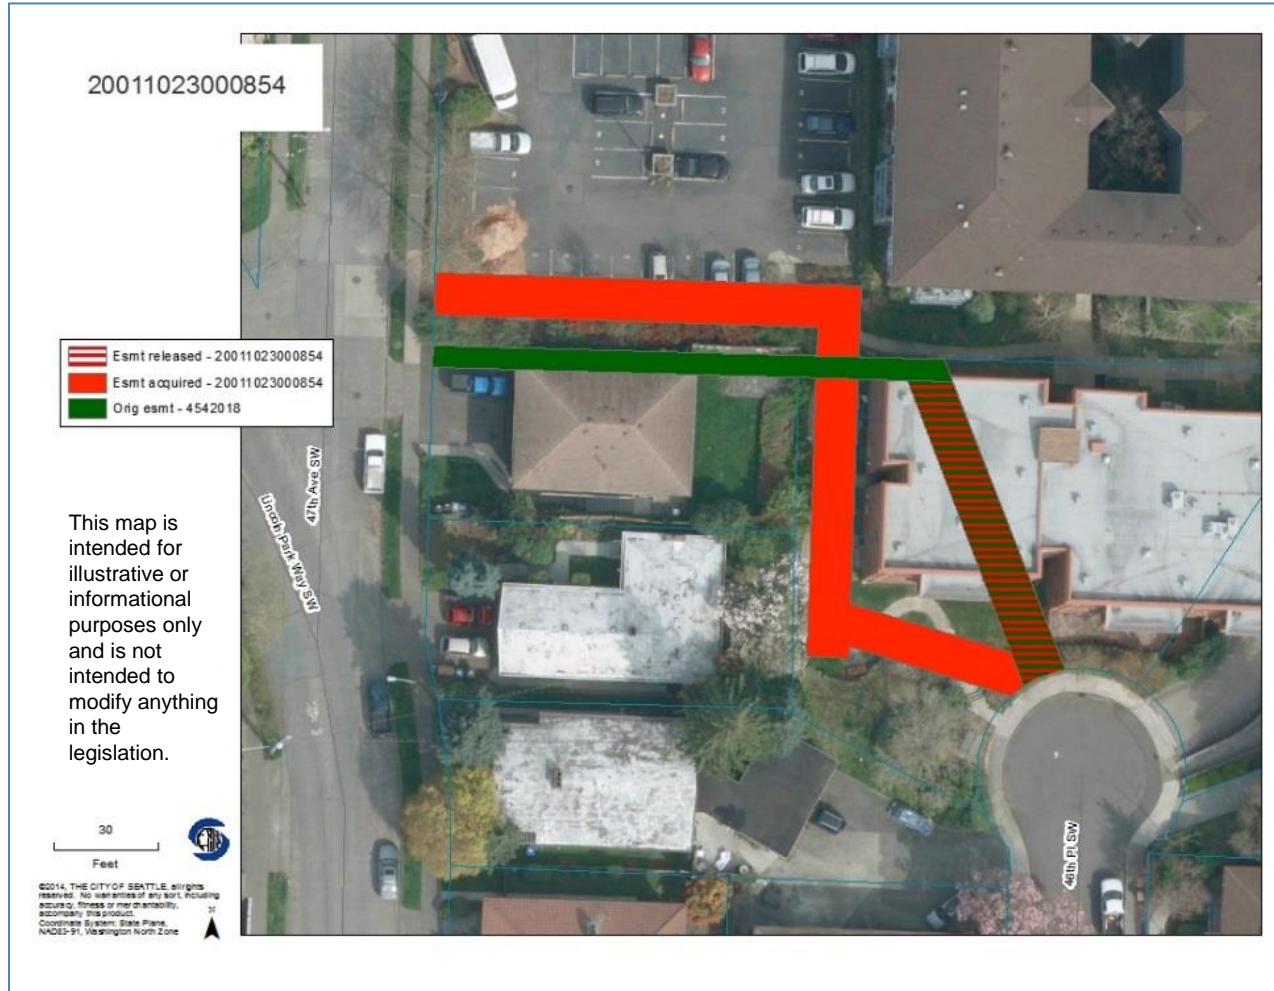 20011023000854
Esmt released - 20011023000854
Esmt acquired - 20011023000854
Orig esmt - 4542018
47th Ave SW
Lincoln Park Way SW
This map is
intended for
illustrative or
informational
purposes only
and is not
intended to
modify anything
in the
legislation.
30
Feet
46th Pl SW
©2014, THE CITY OF SEATTLE, all rights
reserved. No warranties of any sort, including
accuracy, fitness or merchantability,
accompany this product.
Coordinate System: State Plane,
NAD83-91, Washington North Zone
N